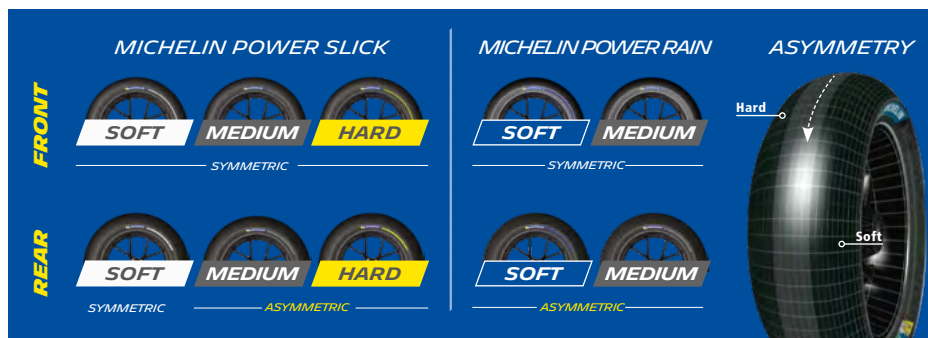 MICHELIN POWER SLICK
MICHELIN POWER RAIN
ASYMMETRY
FRONT
SOFT
MEDIUM
HARD
SYMMETRIC
SOFT
MEDIUM
SYMMETRIC
Hard
Soft
REAR
SOFT
MEDIUM
HARD
SYMMETRIC
ASYMMETRIC
SOFT
MEDIUM
ASYMMETRIC